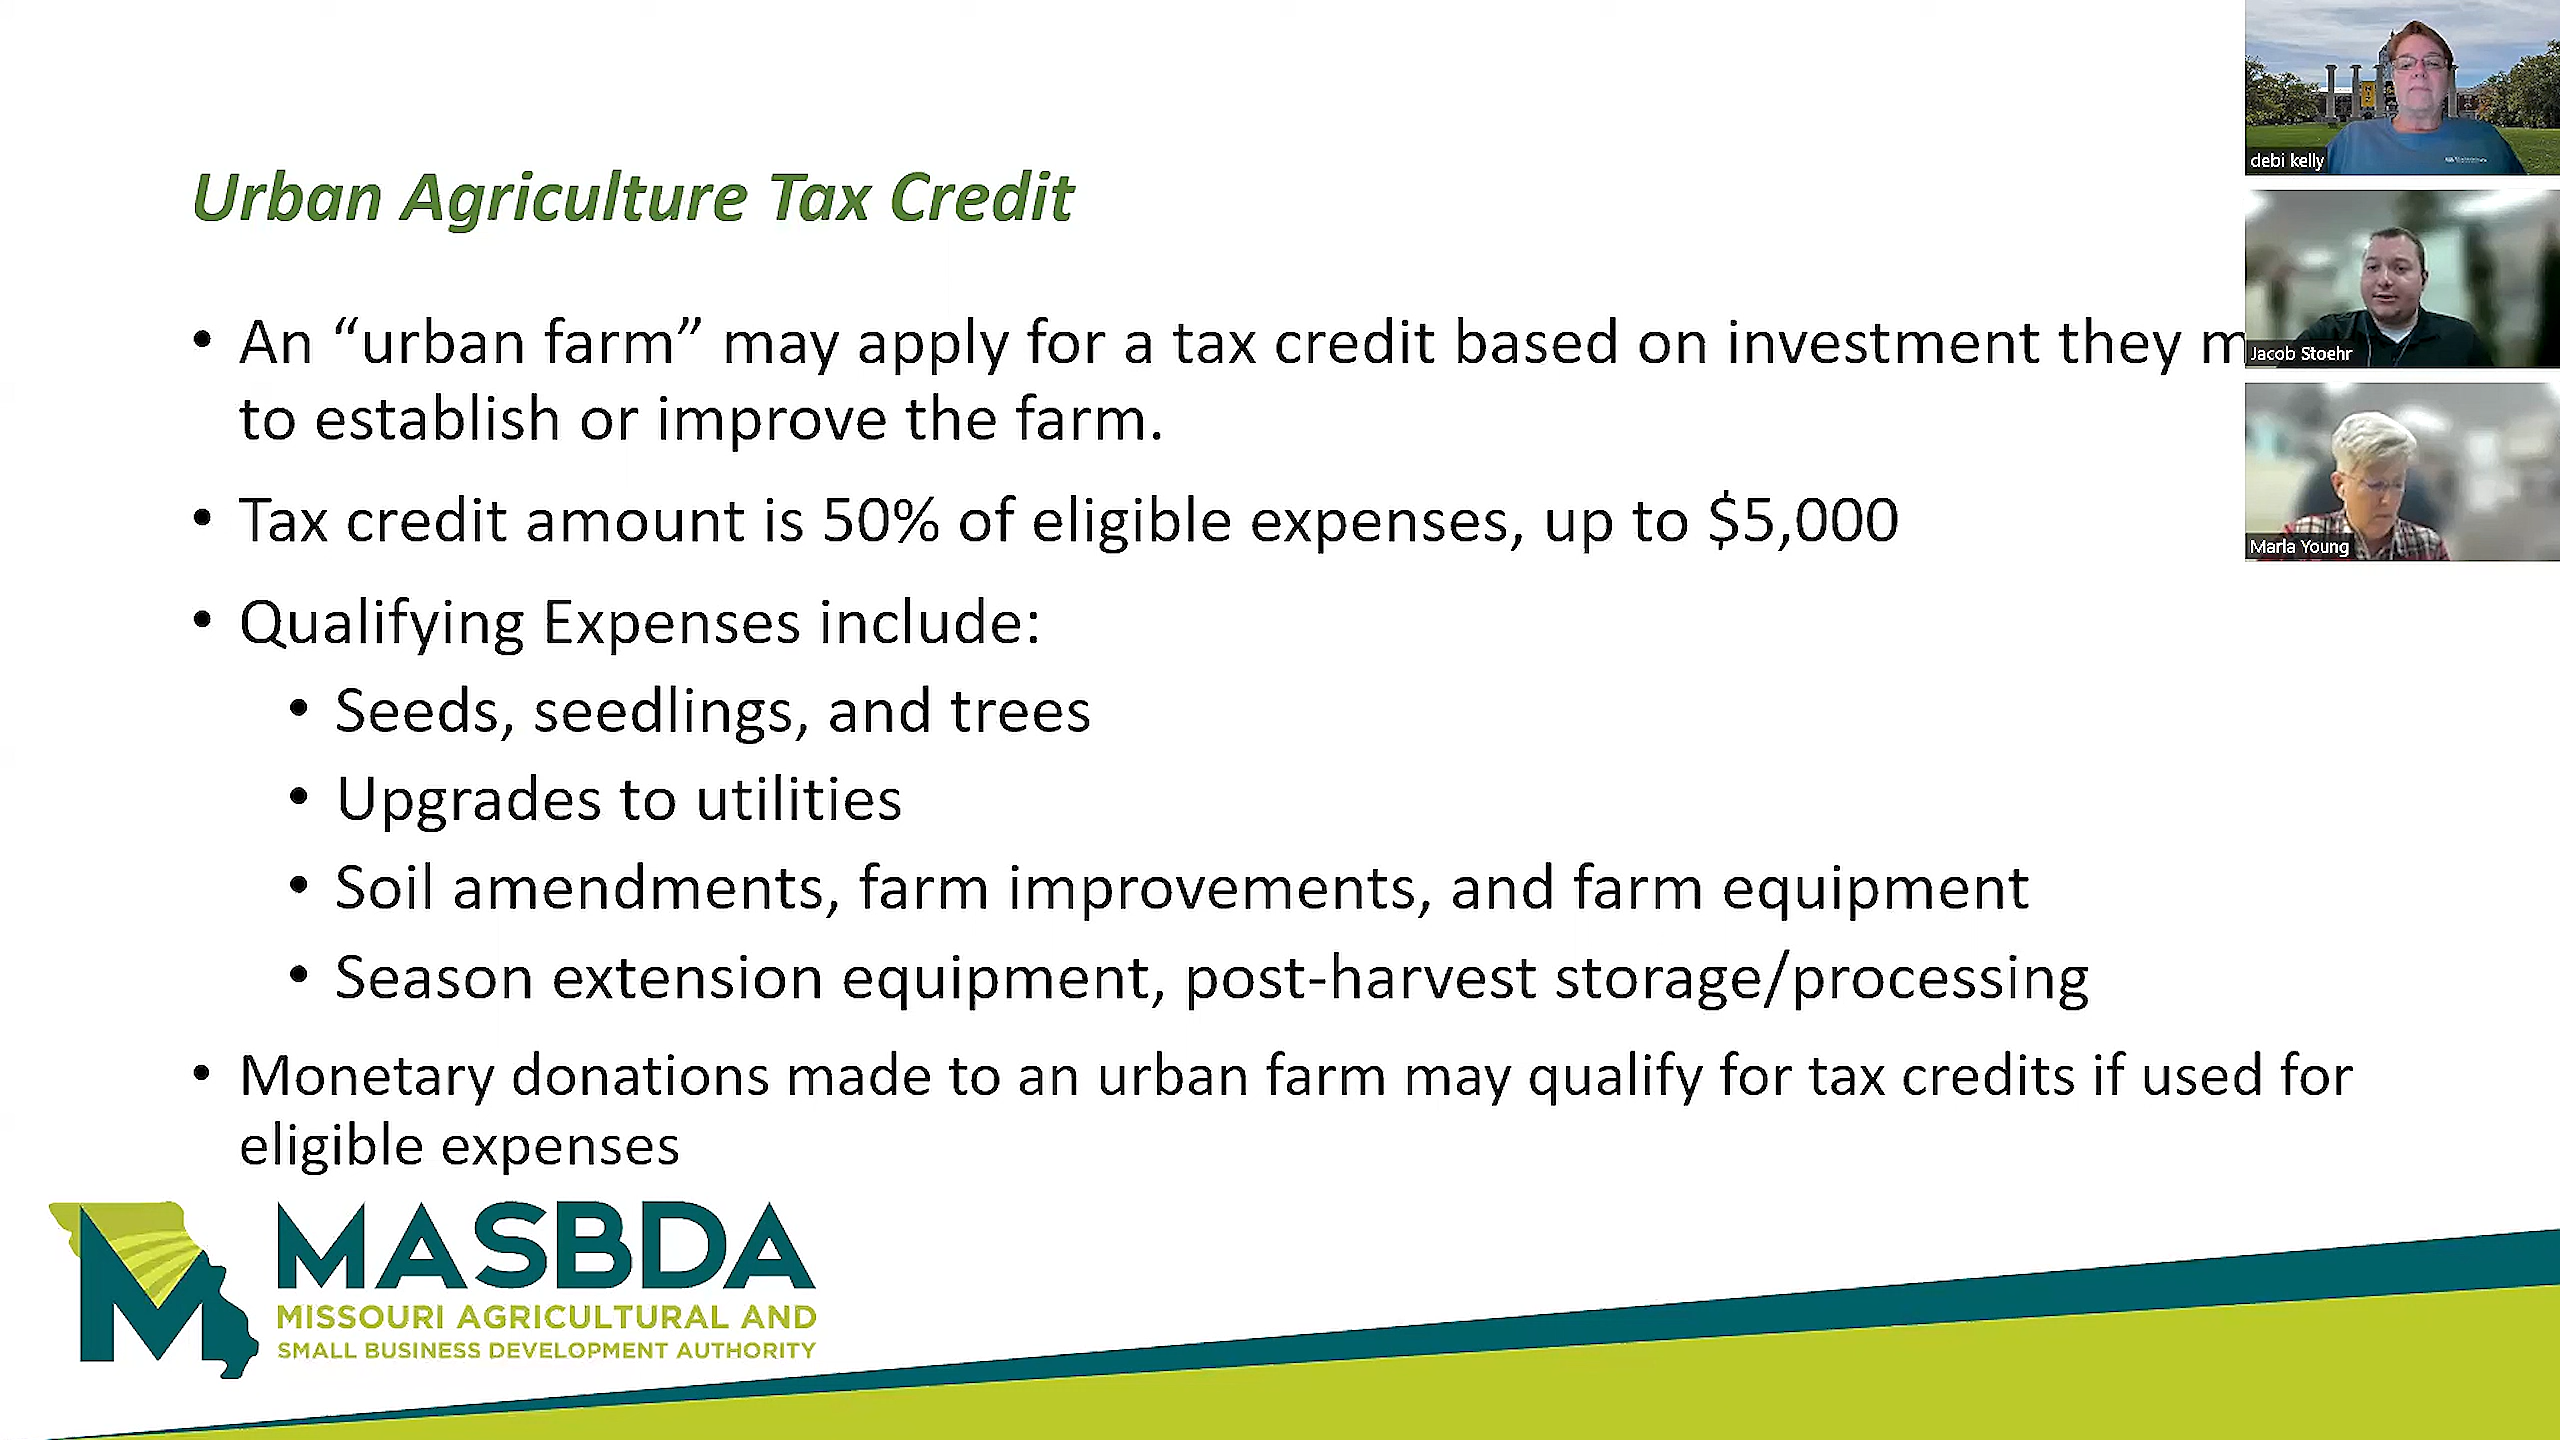 Urban Agriculture Tax Credit
• An “urban farm” may apply for a tax credit based on investment they
to establish or improve the farm.
• Tax credit amount is 50% of eligible expenses, up to $5,000
• Qualifying Expenses include:
• Seeds, seedlings, and trees
• Upgrades to utilities
• Soil amendments, farm improvements, and farm equipment
• Season extension equipment, post-harvest storage/processing
• Monetary donations made to an urban farm may qualify for tax credits if used for
eligible expenses
MASBDA
MISSOURI AGRICULTURAL AND
SMALL BUSINESS DEVELOPMENT AUTHORITY
debi kelly
Jacob Stoehr
Marla Young